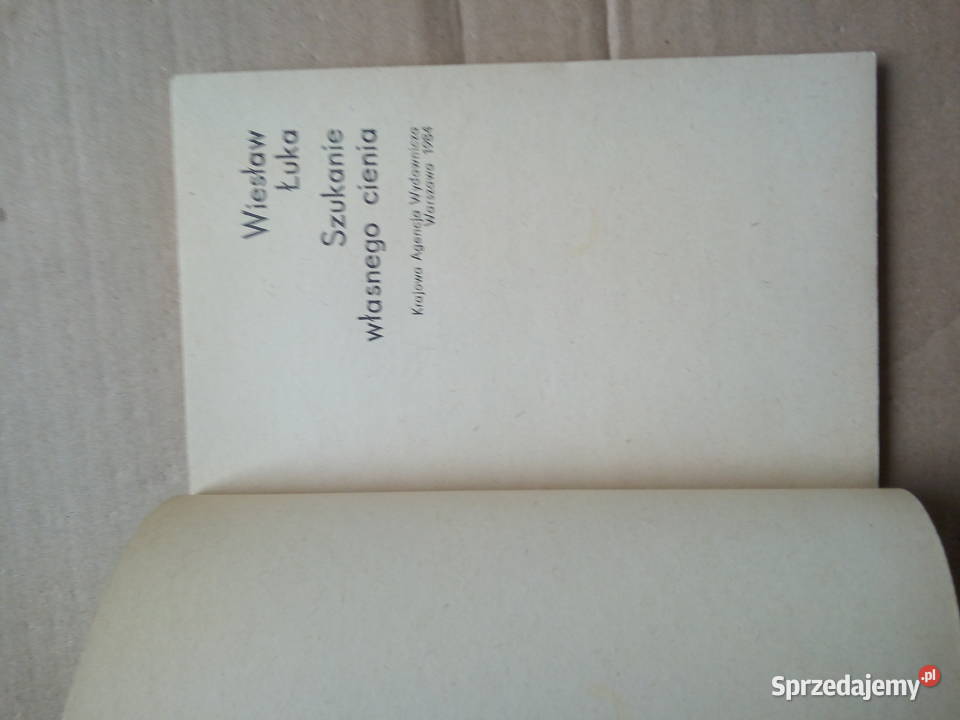 Wiesław
Łuka
Szukanie
własnego cienia
Krajowa Agencja Wydawnicza
Warszawa 1984
Sprzedajemy.pl